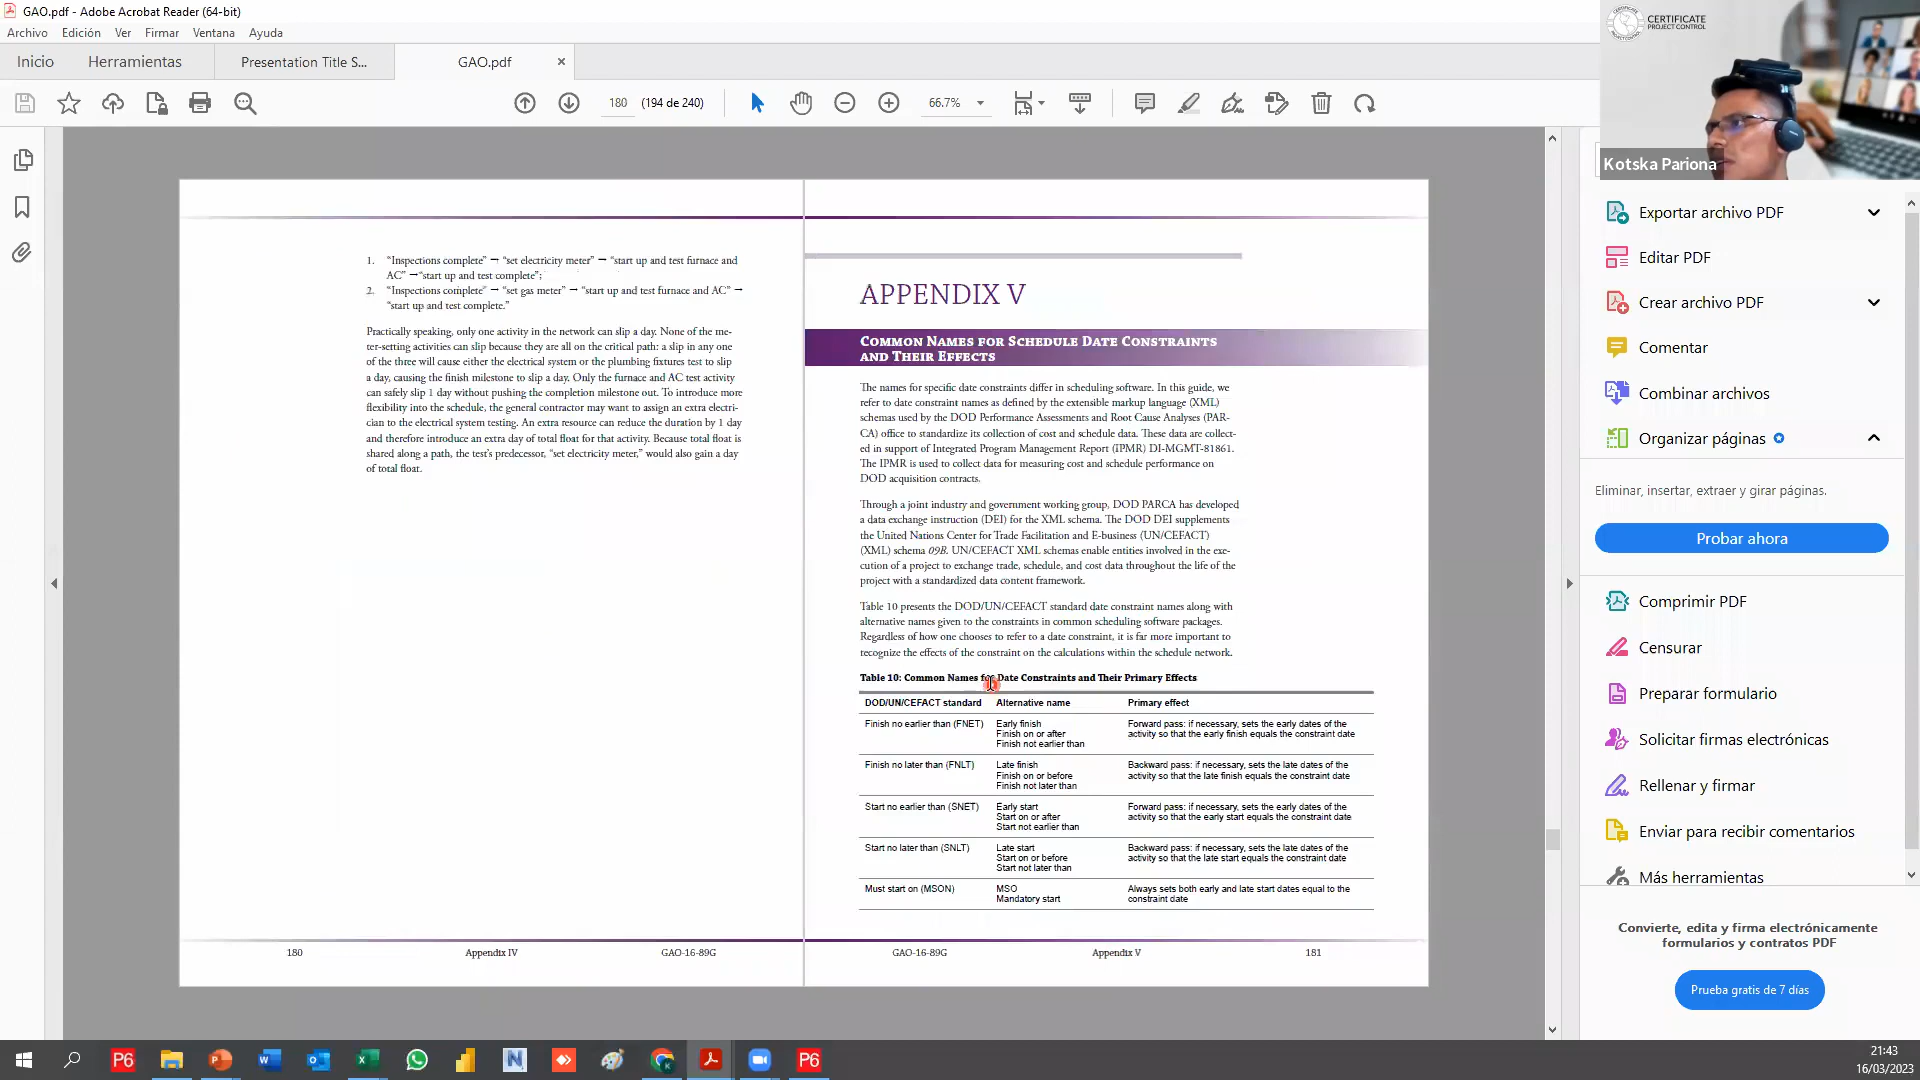 GAO.pdf - Adobe Acrobat Reader (64-bit)
Archivo Edición Ver Firmar Ventana Ayuda
Inicio Herramientas Presentation Title S... GAO.pdf ×
180 (194 de 240) 66.7%
CERTIFICATE
PROJECT CONTROL
Kotska Pariona
1. “Inspections complete” → “set electricity meter” → “start up and test furnace and
AC” →“start up and test complete”;
2. “Inspections complete” → “set gas meter” → “start up and test furnace and AC” →
“start up and test complete.”
Practically speaking, only one activity in the network can slip a day. None of the me-
ter-setting activities can slip because they are all on the critical path: a slip in any one
of the three will cause either the electrical system or the plumbing fixtures test to slip
a day, causing the finish milestone to slip a day. Only the furnace and AC test activity
can safely slip 1 day without pushing the completion milestone out. To introduce more
flexibility into the schedule, the general contractor may want to assign an extra electri-
cian to the electrical system testing. An extra resource can reduce the duration by 1 day
and therefore introduce an extra day of total float for that activity. Because total float is
shared along a path, the test’s predecessor, “set electricity meter,” would also gain a day
of total float.
180 Appendix IV GAO-16-89G
APPENDIX V
COMMON NAMES FOR SCHEDULE DATE CONSTRAINTS
AND THEIR EFFECTS
The names for specific date constraints differ in scheduling software. In this guide, we
refer to date constraint names as defined by the extensible markup language (XML)
schemas used by the DOD Performance Assessments and Root Cause Analyses (PAR-
CA) office to standardize its collection of cost and schedule data. These data are collect-
ed in support of Integrated Program Management Report (IPMR) DI-MGMT-81861.
The IPMR is used to collect data for measuring cost and schedule performance on
DOD acquisition contracts.
Through a joint industry and government working group, DOD PARCA has developed
a data exchange instruction (DEI) for the XML schema. The DOD DEI supplements
the United Nations Center for Trade Facilitation and E-business (UN/CEFACT)
(XML) schema 09B. UN/CEFACT XML schemas enable entities involved in the exe-
cution of a project to exchange trade, schedule, and cost data throughout the life of the
project with a standardized data content framework.
Table 10 presents the DOD/UN/CEFACT standard date constraint names along with
alternative names given to the constraints in common scheduling software packages.
Regardless of how one chooses to refer to a date constraint, it is far more important to
recognize the effects of the constraint on the calculations within the schedule network.
Table 10: Common Names for Date Constraints and Their Primary Effects
DOD/UN/CEFACT standard Alternative name Primary effect
Finish no earlier than (FNET) Early finish Forward pass: if necessary, sets the early dates of the
Finish on or after activity so that the early finish equals the constraint date
Finish not earlier than
Finish no later than (FNLT) Late finish Backward pass: if necessary, sets the late dates of the
Finish on or before activity so that the late finish equals the constraint date
Finish not later than
Start no earlier than (SNET) Early start Forward pass: if necessary, sets the early dates of the
Start on or after activity so that the early start equals the constraint date
Start not earlier than
Start no later than (SNLT) Late start Backward pass: if necessary, sets the late dates of the
Start on or before activity so that the late start equals the constraint date
Start not later than
Must start on (MSON) MSO Always sets both early and late start dates equal to the
Mandatory start constraint date
GAO-16-89G Appendix V 181
Exportar archivo PDF
Editar PDF
Crear archivo PDF
Comentar
Combinar archivos
Organizar páginas
Eliminar, insertar, extraer y girar páginas.
Probar ahora
Comprimir PDF
Censurar
Preparar formulario
Solicitar firmas electrónicas
Rellenar y firmar
Enviar para recibir comentarios
Más herramientas
Convierte, edita y firma electrónicamente
formularios y contratos PDF
Prueba gratis de 7 días
P6 P6
21:43
16/03/2023